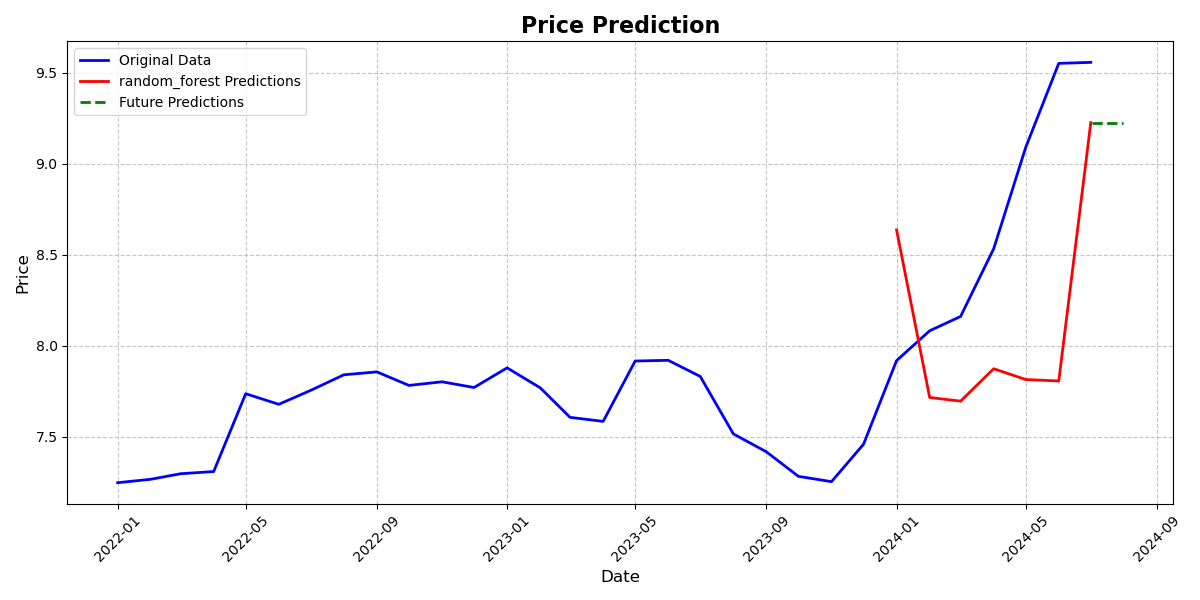 Price Prediction
Original Data
random_forest Predictions
Future Predictions
Price
9.5
9.0
8.5
8.0
7.5
2022-01
2022-05
2022-09
2023-01
2023-05
2023-09
2024-01
2024-05
2024-09
Date